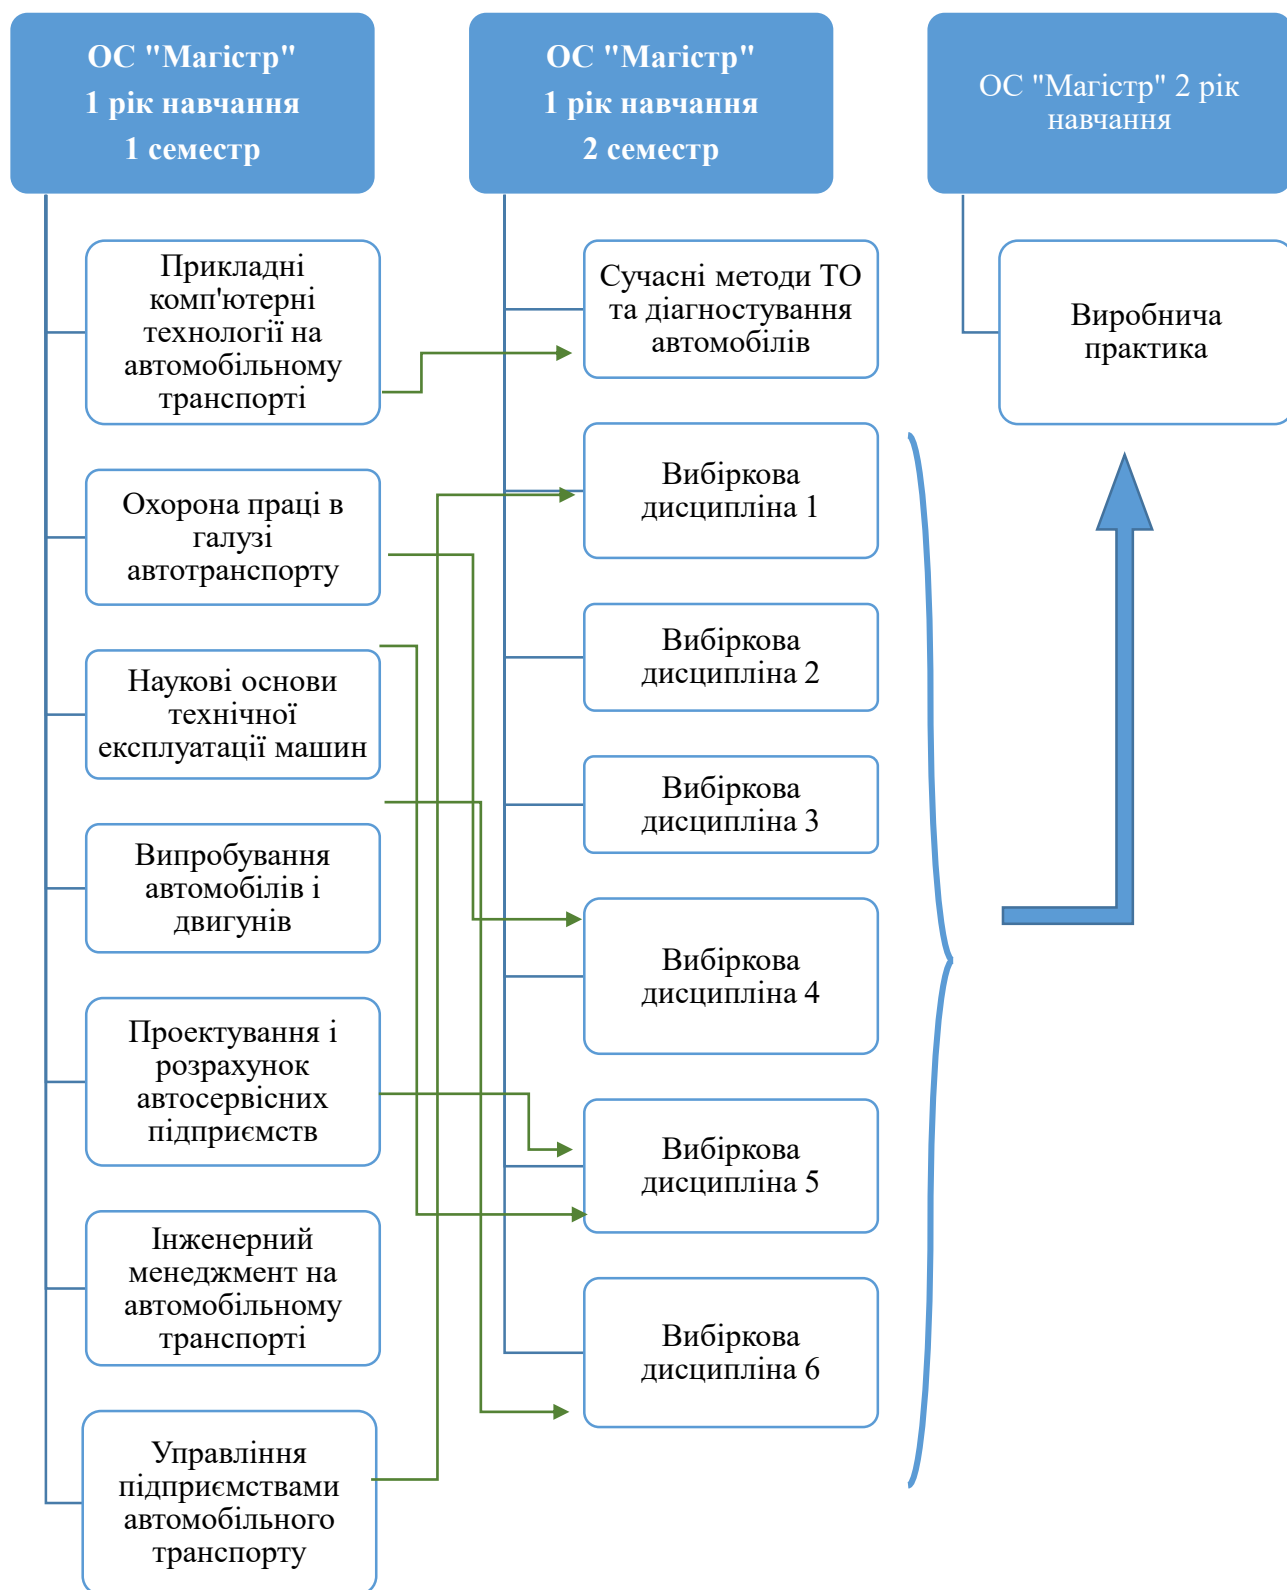 ОС "Магістр"
1 рік навчання
1 семестр
Прикладні
комп'ютерні
технології на
автомобільному
транспорті
Охорона праці в
галузі
автотранспорту
Наукові основи
технічної
експлуатації машин
Випробування
автомобілів і
двигунів
Проектування і
розрахунок
автосервісних
підприємств
Інженерний
менеджмент на
автомобільному
транспорті
Управління
підприємствами
автомобільного
транспорту
ОС "Магістр"
1 рік навчання
2 семестр
Сучасні методи ТО
та діагностування
автомобілів
Вибіркова
дисципліна 1
Вибіркова
дисципліна 2
Вибіркова
дисципліна 3
Вибіркова
дисципліна 4
Вибіркова
дисципліна 5
Вибіркова
дисципліна 6
ОС "Магістр" 2 рік
навчання
Виробнича
практика